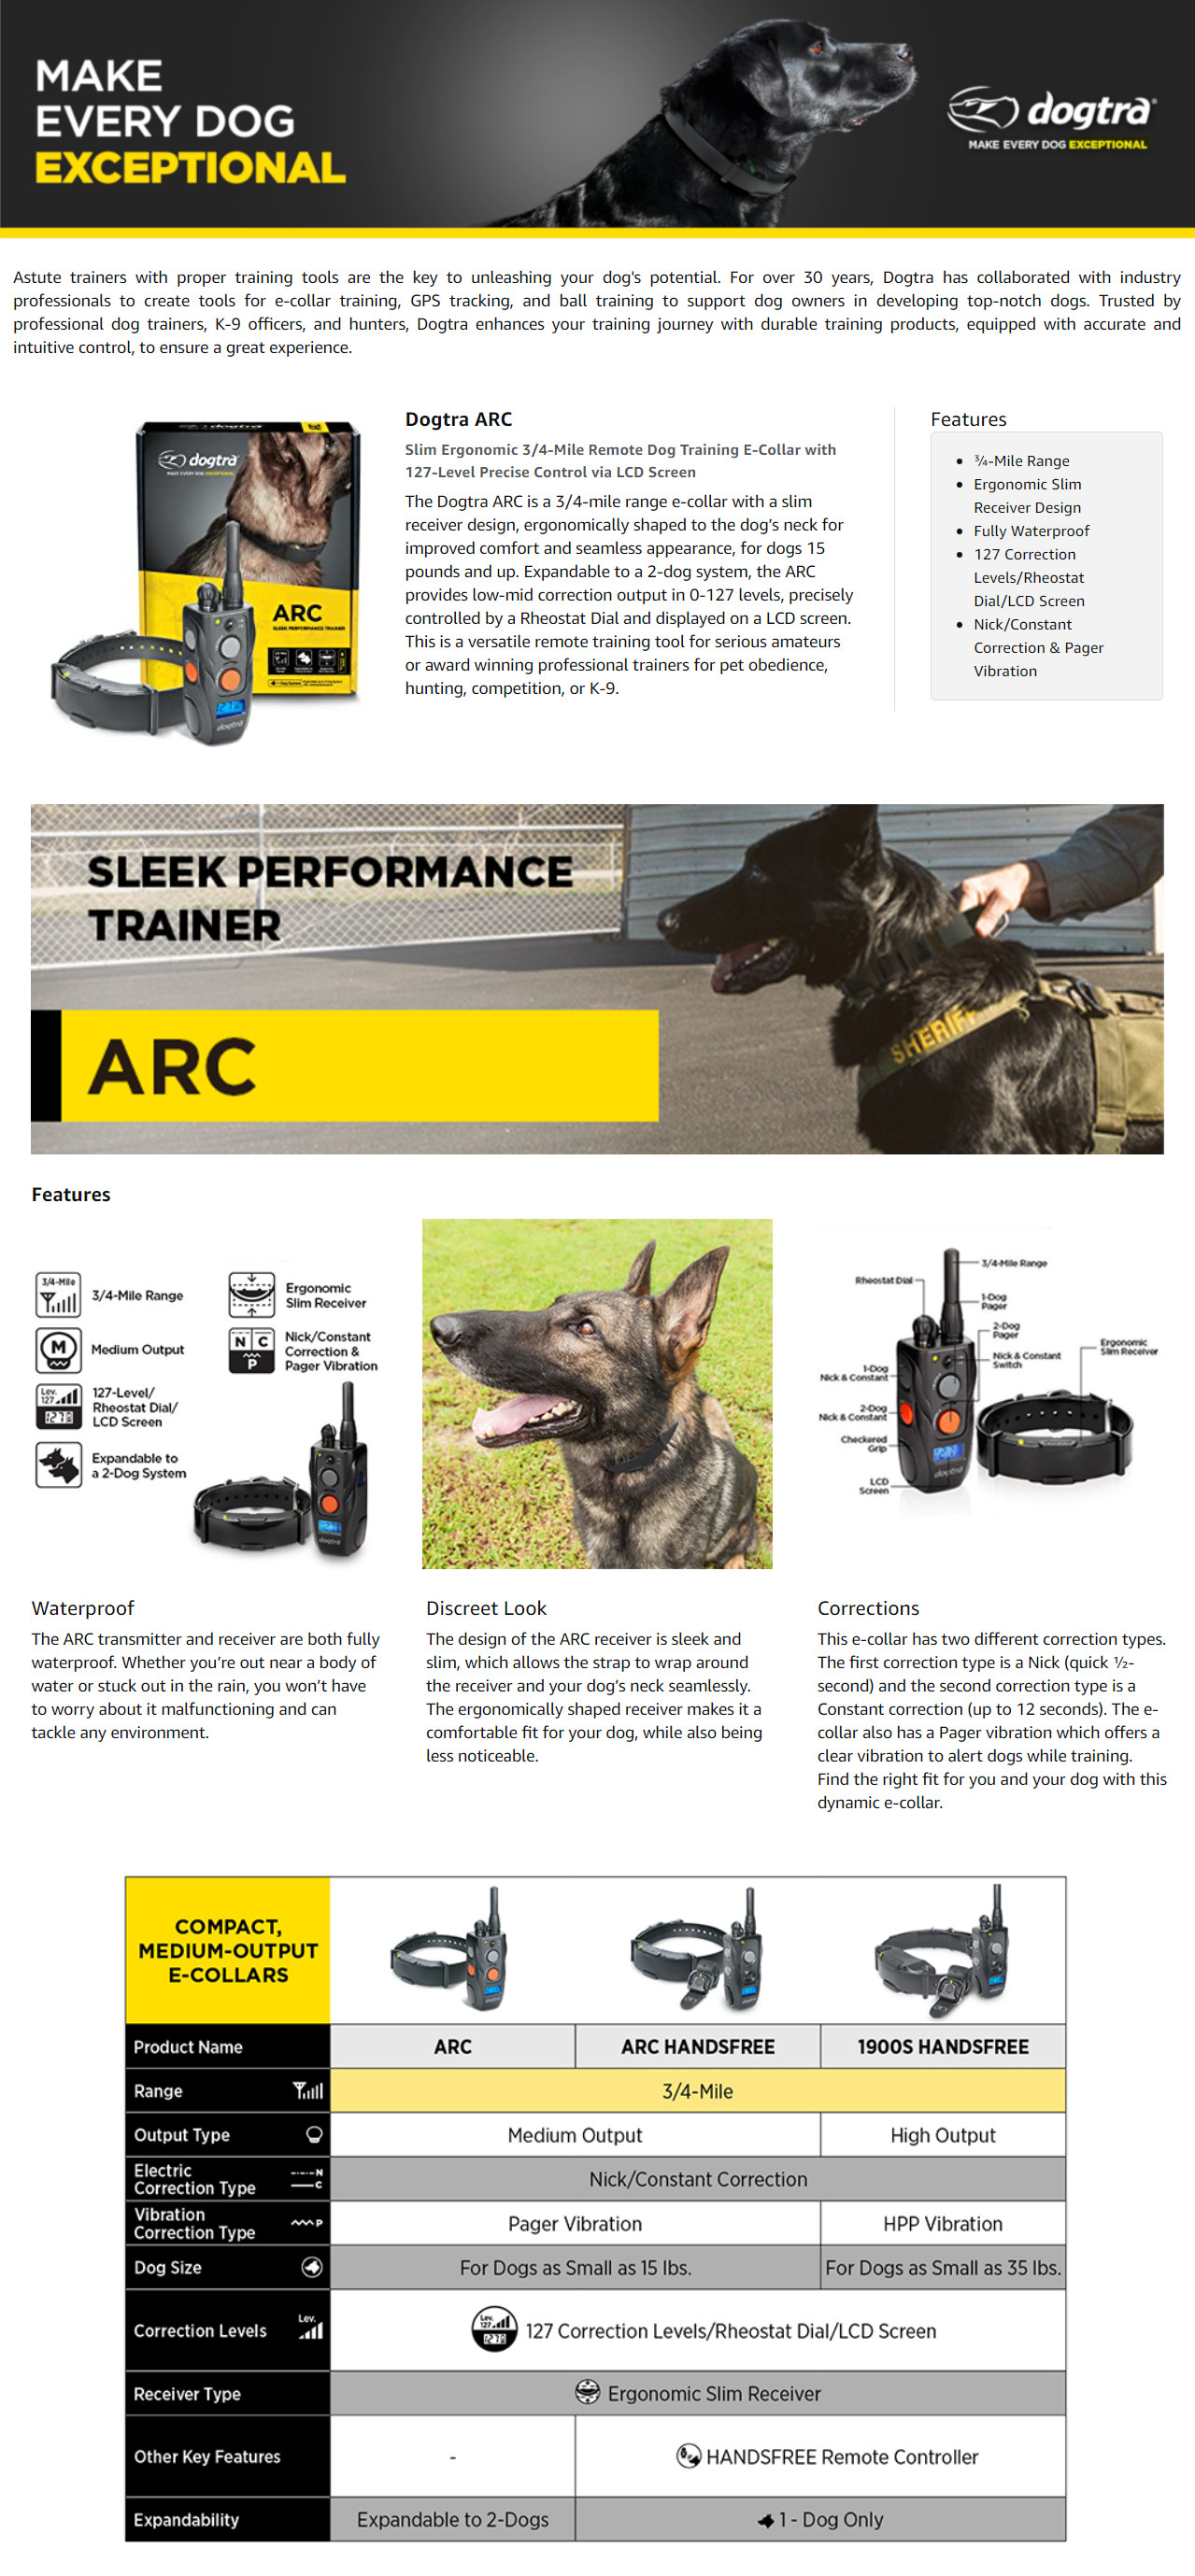 MAKE
EVERY DOG
EXCEPTIONAL
dogtra
MAKE EVERY DOG EXCEPTIONAL
Astute trainers with proper training tools are the key to unleashing your dog's potential. For over 30 years, Dogtra has collaborated with industry
professionals to create tools for e-collar training, GPS tracking, and ball training to support dog owners in developing top-notch dogs. Trusted by
professional dog trainers, K-9 officers, and hunters, Dogtra enhances your training journey with durable training products, equipped with accurate and
intuitive control, to ensure a great experience.
dogtra
MAKE EVERY DOG EXCEPTIONAL
ARC
SLEEK PERFORMANCE TRAINER
dogtra
Dogtra ARC
Slim Ergonomic 3/4-Mile Remote Dog Training E-Collar with
127-Level Precise Control via LCD Screen
The Dogtra ARC is a 3/4-mile range e-collar with a slim
receiver design, ergonomically shaped to the dog’s neck for
improved comfort and seamless appearance, for dogs 15
pounds and up. Expandable to a 2-dog system, the ARC
provides low-mid correction output in 0-127 levels, precisely
controlled by a Rheostat Dial and displayed on a LCD screen.
This is a versatile remote training tool for serious amateurs
or award winning professional trainers for pet obedience,
hunting, competition, or K-9.
Features
• ¾-Mile Range
• Ergonomic Slim
Receiver Design
• Fully Waterproof
• 127 Correction
Levels/Rheostat
Dial/LCD Screen
• Nick/Constant
Correction & Pager
Vibration
SLEEK PERFORMANCE
TRAINER
ARC
SHERIFF
Features
3/4-Mile
3/4-Mile Range
Ergonomic
Slim Receiver
M
Medium Output
N C
P
Nick/Constant
Correction &
Pager Vibration
Lev.
127
127-Level/
Rheostat Dial/
LCD Screen
Expandable to
a 2-Dog System
dogtra
Rheostat Dial
3/4-Mile Range
1-Dog
Pager
2-Dog
Pager
Nick & Constant
Switch
Ergonomic
Slim Receiver
1-Dog
Nick & Constant
2-Dog
Nick & Constant
Checkered
Grip
LCD
Screen
dogtra
Waterproof
The ARC transmitter and receiver are both fully
waterproof. Whether you’re out near a body of
water or stuck out in the rain, you won’t have
to worry about it malfunctioning and can
tackle any environment.
Discreet Look
The design of the ARC receiver is sleek and
slim, which allows the strap to wrap around
the receiver and your dog’s neck seamlessly.
The ergonomically shaped receiver makes it a
comfortable fit for your dog, while also being
less noticeable.
Corrections
This e-collar has two different correction types.
The first correction type is a Nick (quick ½-
second) and the second correction type is a
Constant correction (up to 12 seconds). The e-
collar also has a Pager vibration which offers a
clear vibration to alert dogs while training.
Find the right fit for you and your dog with this
dynamic e-collar.
COMPACT,
MEDIUM-OUTPUT
E-COLLARS
Product Name ARC ARC HANDSFREE 1900S HANDSFREE
Range 3/4-Mile
Output Type Medium Output High Output
Electric
Correction Type N C Nick/Constant Correction
Vibration
Correction Type P Pager Vibration HPP Vibration
Dog Size For Dogs as Small as 15 lbs. For Dogs as Small as 35 lbs.
Correction Levels Lev. Lev. 127 127 Correction Levels/Rheostat Dial/LCD Screen
Receiver Type Ergonomic Slim Receiver
Other Key Features - HANDSFREE Remote Controller
Expandability Expandable to 2-Dogs 1 - Dog Only